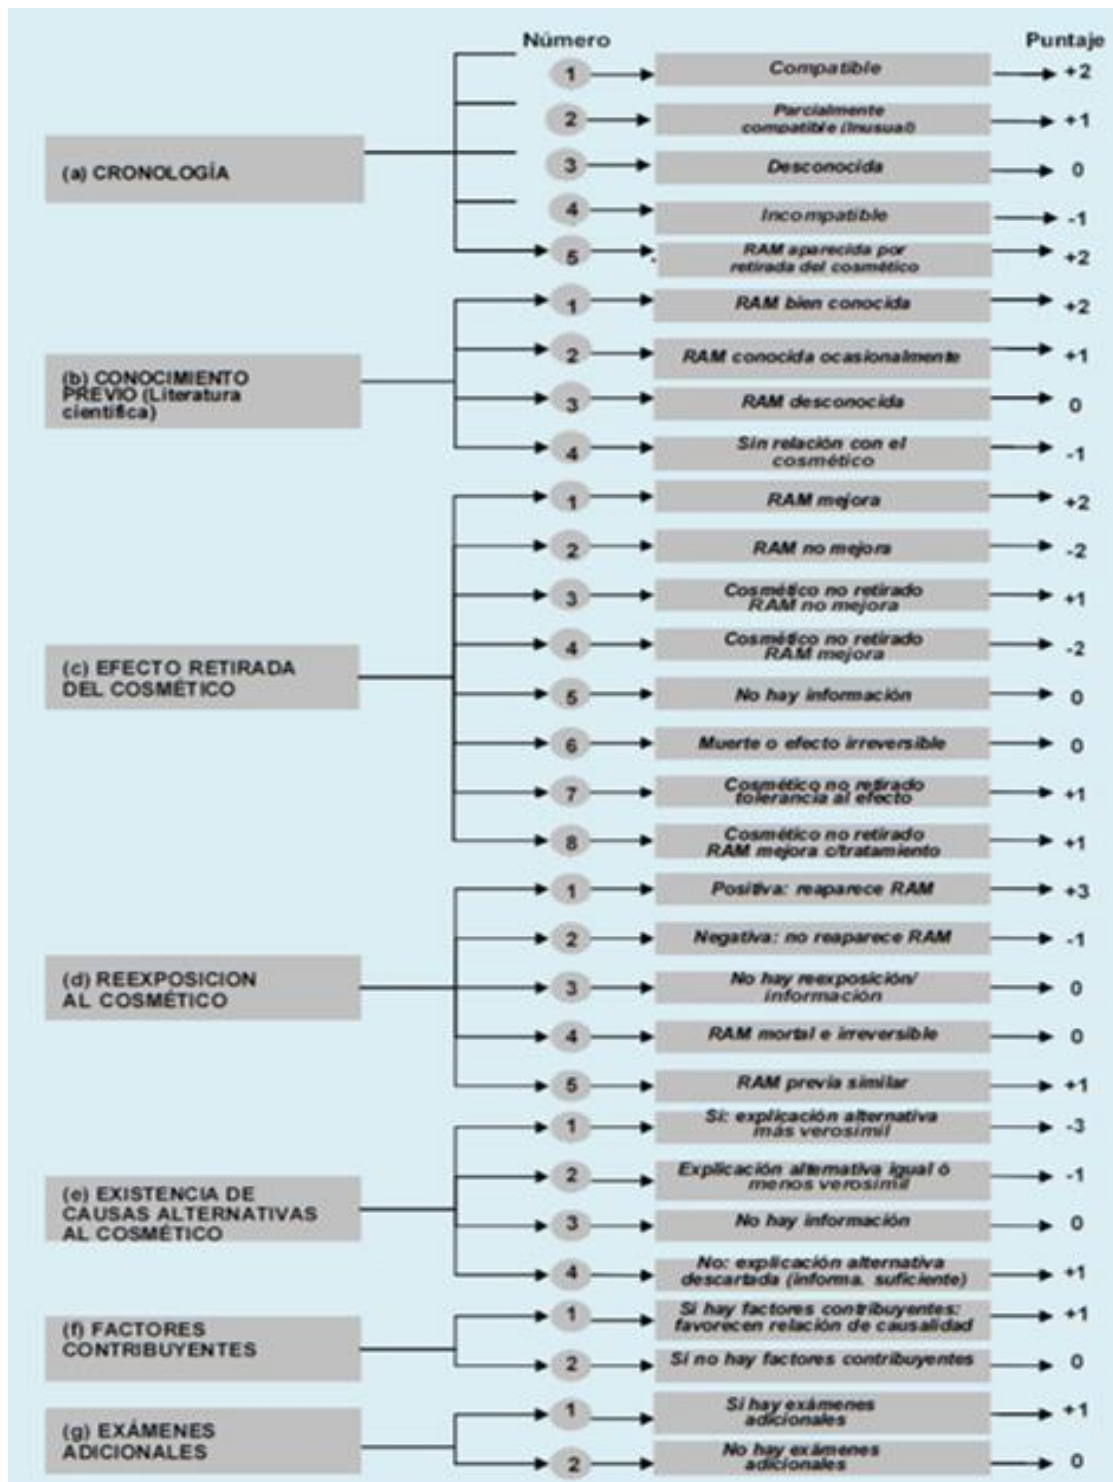 Número Puntaje
1 Compatible +2
2 Parcialmente
compatible (Inusual) +1
(a) CRONOLOGÍA
3 Desconocida 0
4 Incompatible -1
5 RAM aparecida por
retirada del cosmético +2
1 RAM bien conocida +2
(b) CONOCIMIENTO
PREVIO (Literatura
científica)
2 RAM conocida ocasionalmente +1
3 RAM desconocida 0
4 Sin relación con el
cosmético -1
1 RAM mejora +2
2 RAM no mejora -2
3 Cosmético no retirado
RAM no mejora +1
(c) EFECTO RETIRADA
DEL COSMÉTICO
4 Cosmético no retirado
RAM mejora -2
5 No hay información 0
6 Muerte o efecto irreversible 0
7 Cosmético no retirado
tolerancia al efecto +1
8 Cosmético no retirado
RAM mejora c/tratamiento +1
1 Positiva: reaparece RAM +3
2 Negativa: no reaparece RAM -1
(d) REEXPOSICION
AL COSMÉTICO
3 No hay reexposición/
información 0
4 RAM mortal e irreversible 0
5 RAM previa similar +1
1 Sí: explicación alternativa
más verosímil -3
(e) EXISTENCIA DE
CAUSAS ALTERNATIVAS
AL COSMÉTICO
2 Explicación alternativa igual ó
menos verosímil -1
3 No hay información 0
4 No: explicación alternativa
descartada (informa. suficiente) +1
(f) FACTORES
CONTRIBUYENTES
1 Si hay factores contribuyentes:
favorecen relación de causalidad +1
2 Si no hay factores contribuyentes 0
(g) EXÁMENES
ADICIONALES
1 Si hay exámenes
adicionales +1
2 No hay exámenes
adicionales 0